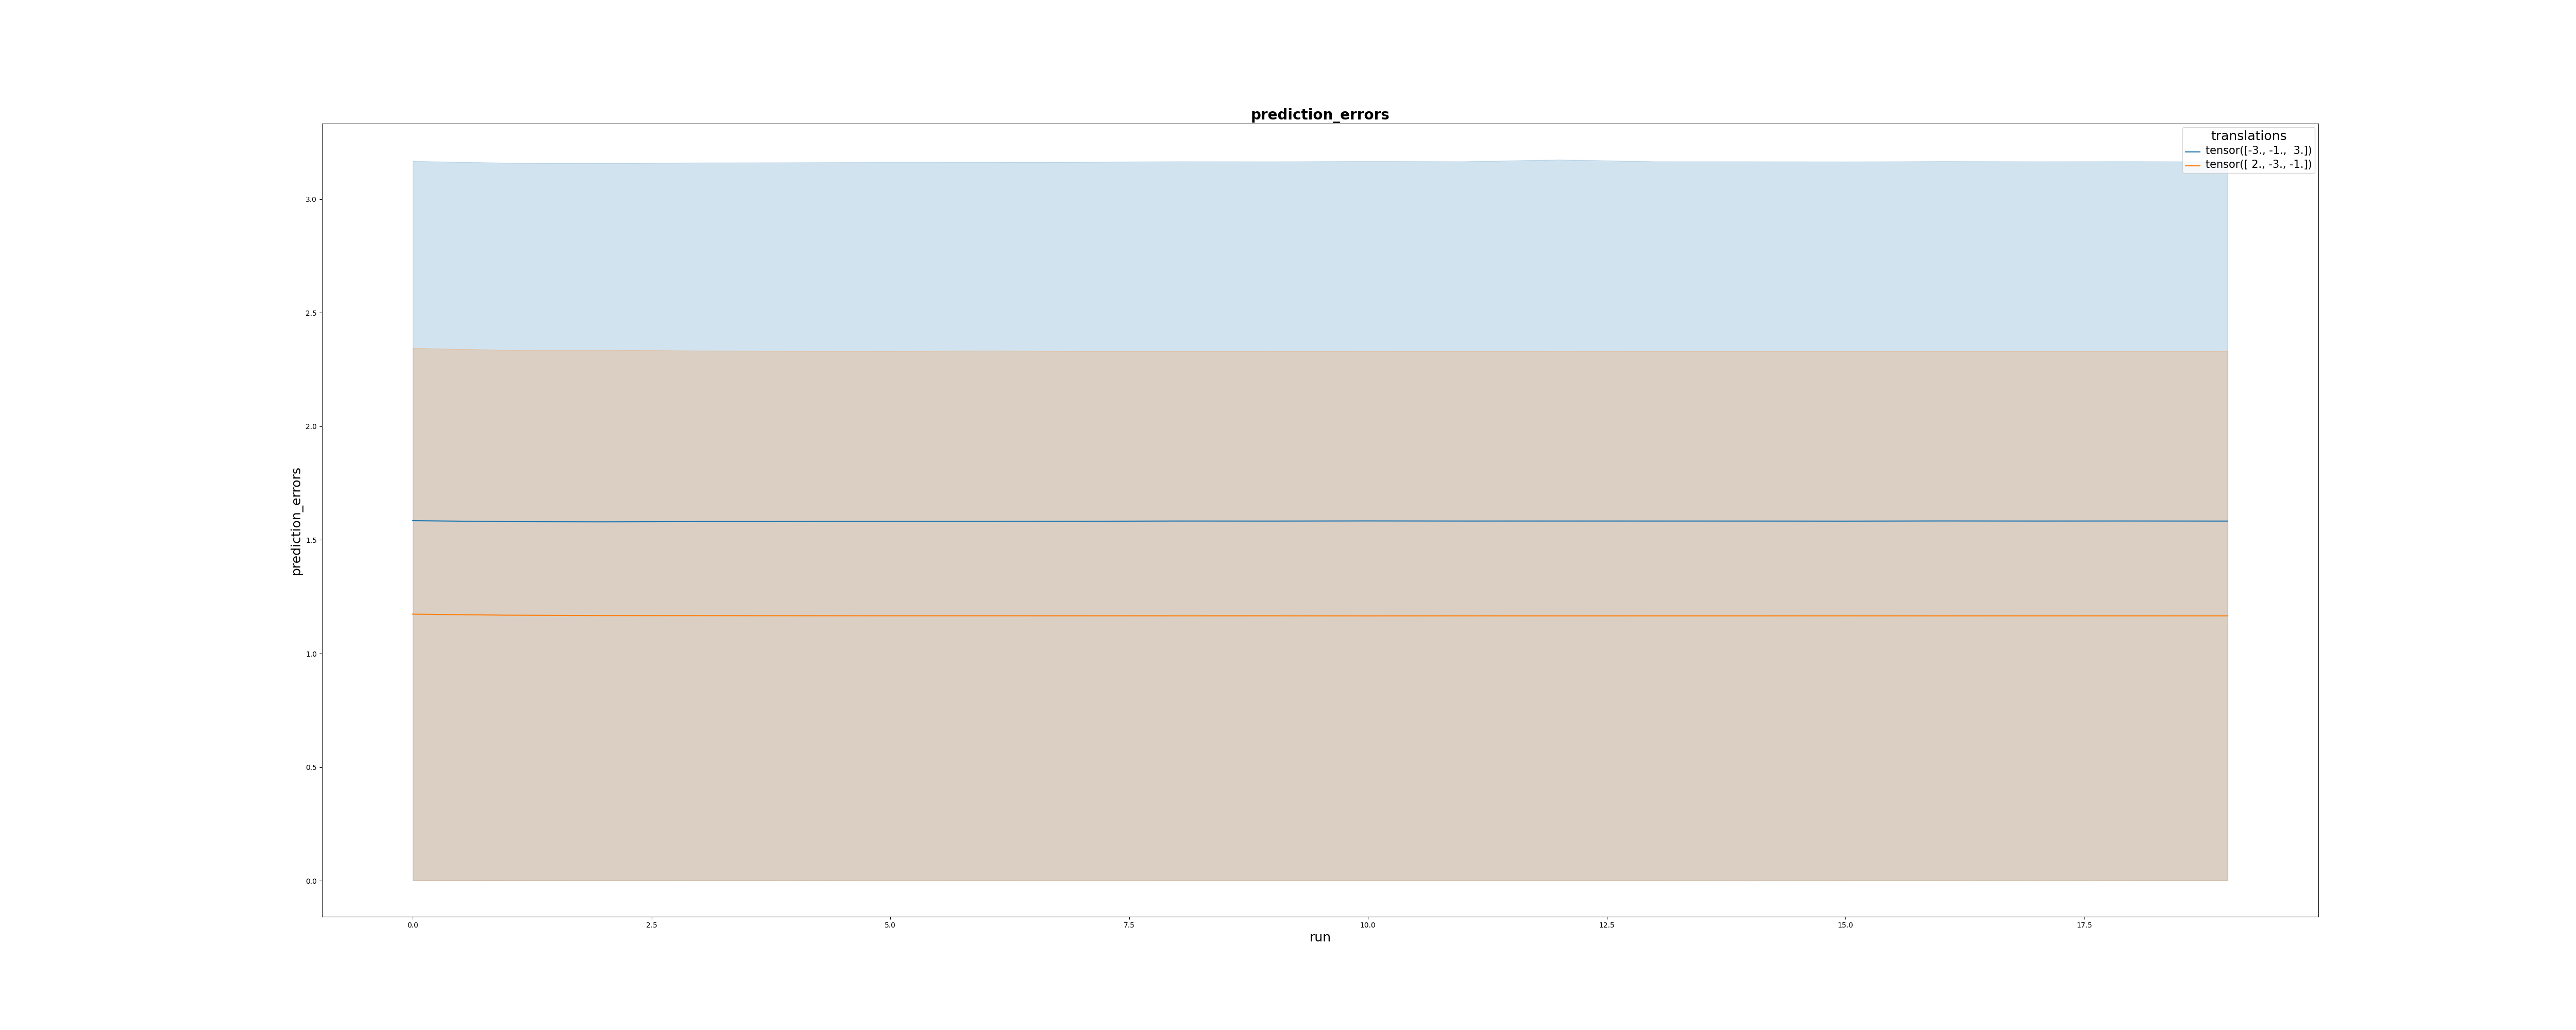 prediction_errors
translations
tensor([-3., -1.,  3.])
tensor([ 2., -3., -1.])
prediction_errors
3.0
2.5
2.0
1.5
1.0
0.5
0.0
0.0 2.5 5.0 7.5 10.0 12.5 15.0 17.5
run